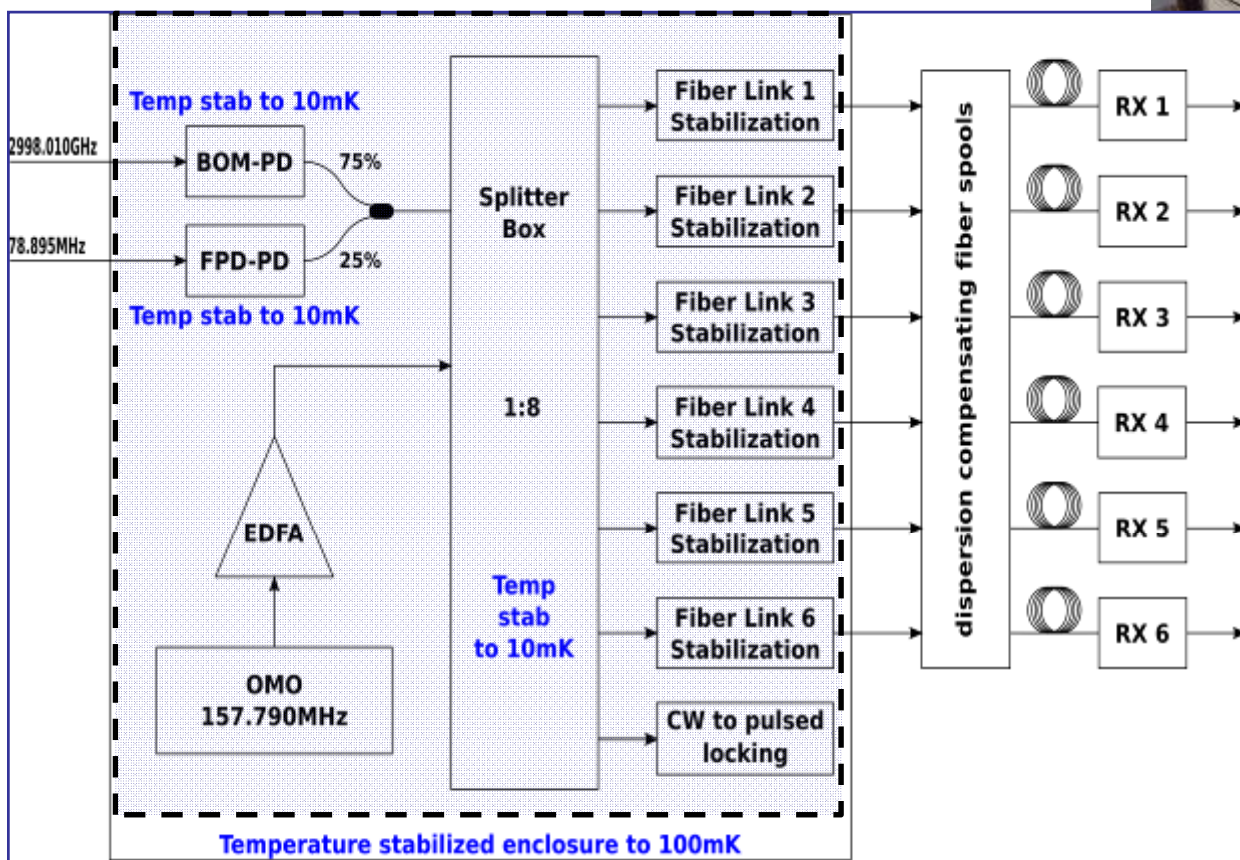 Temp stab to 10mK
2998.010GHz
BOM-PD
75%
78.895MHz
FPD-PD
25%
Temp stab to 10mK
EDFA
OMO
157.790MHz
Splitter
Box
1:8
Temp
stab
to 10mK
Fiber Link 1
Stabilization
Fiber Link 2
Stabilization
Fiber Link 3
Stabilization
Fiber Link 4
Stabilization
Fiber Link 5
Stabilization
Fiber Link 6
Stabilization
CW to pulsed
locking
dispersion compensating fiber spools
RX 1
RX 2
RX 3
RX 4
RX 5
RX 6
Temperature stabilized enclosure to 100mK